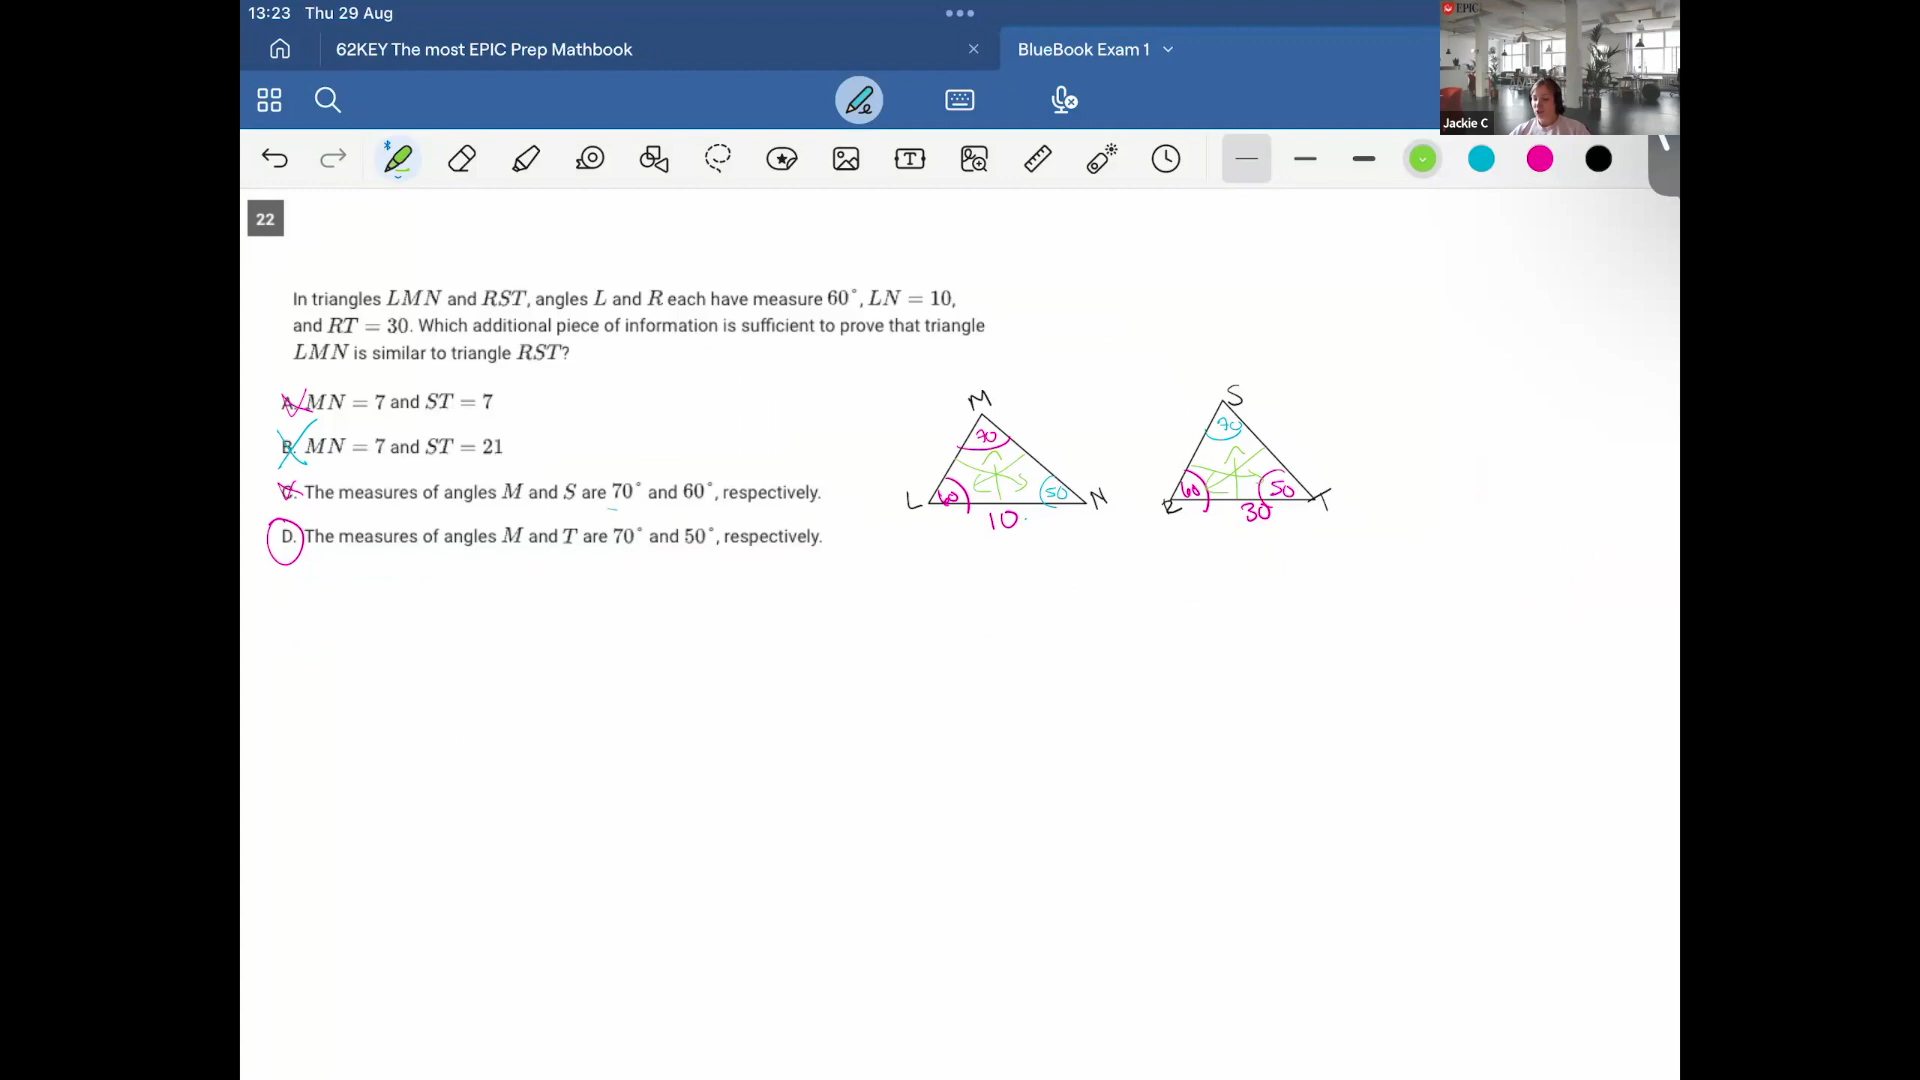 13:23 Thu 29 Aug
62KEY The most EPIC Prep Mathbook
BlueBook Exam 1
EPIC
Jackie C
22
In triangles LMN and RST, angles L and R each have measure 60°, LN = 10,
and RT = 30. Which additional piece of information is sufficient to prove that triangle
LMN is similar to triangle RST?
A. MN = 7 and ST = 7
B. MN = 7 and ST = 21
C. The measures of angles M and S are 70° and 60°, respectively.
D. The measures of angles M and T are 70° and 50°, respectively.
M
70
L 60 50 N
10
S
70
R 60 50 T
30